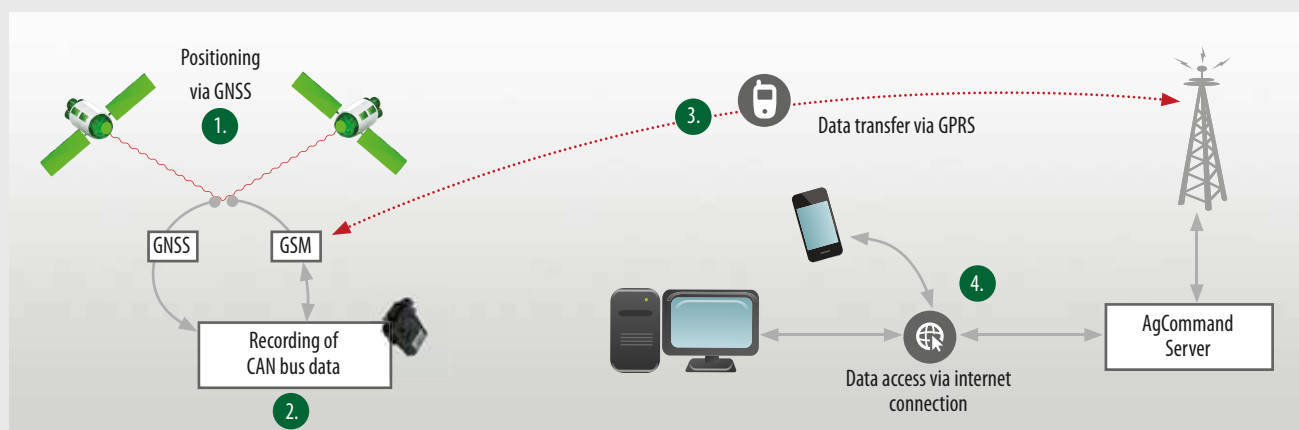 Positioning
via GNSS
1.
3.
Data transfer via GPRS
GNSS
GSM
4.
Recording of
CAN bus data
AgCommand
Server
Data access via internet
connection
2.